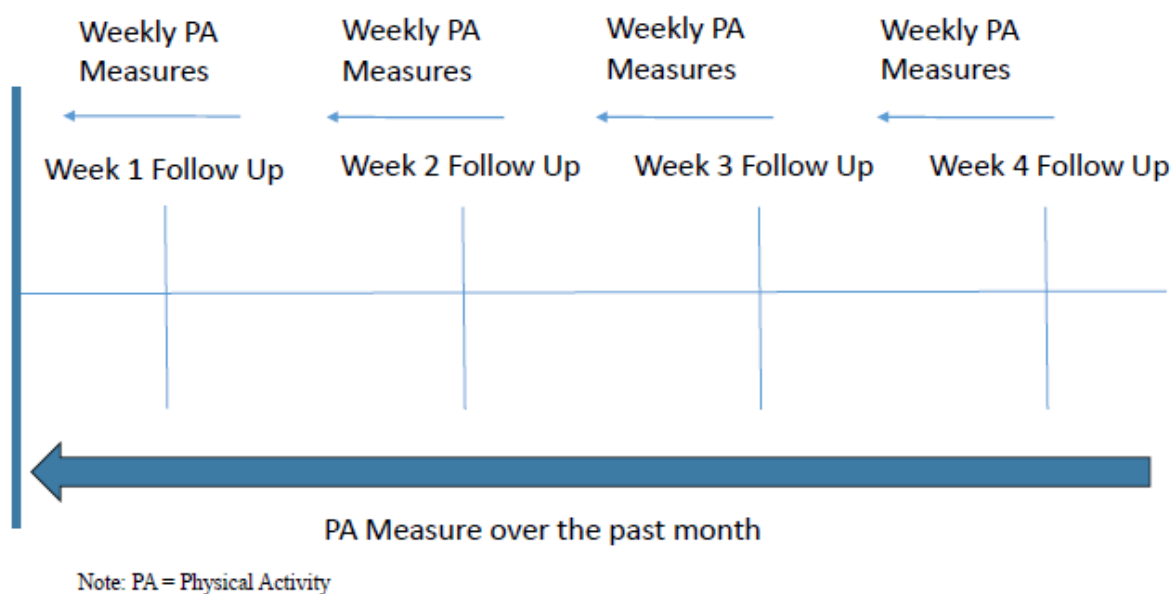 Weekly PA
Measures
Weekly PA
Measures
Weekly PA
Measures
Weekly PA
Measures
Week 1 Follow Up
Week 2 Follow Up
Week 3 Follow Up
Week 4 Follow Up
PA Measure over the past month
Note: PA = Physical Activity